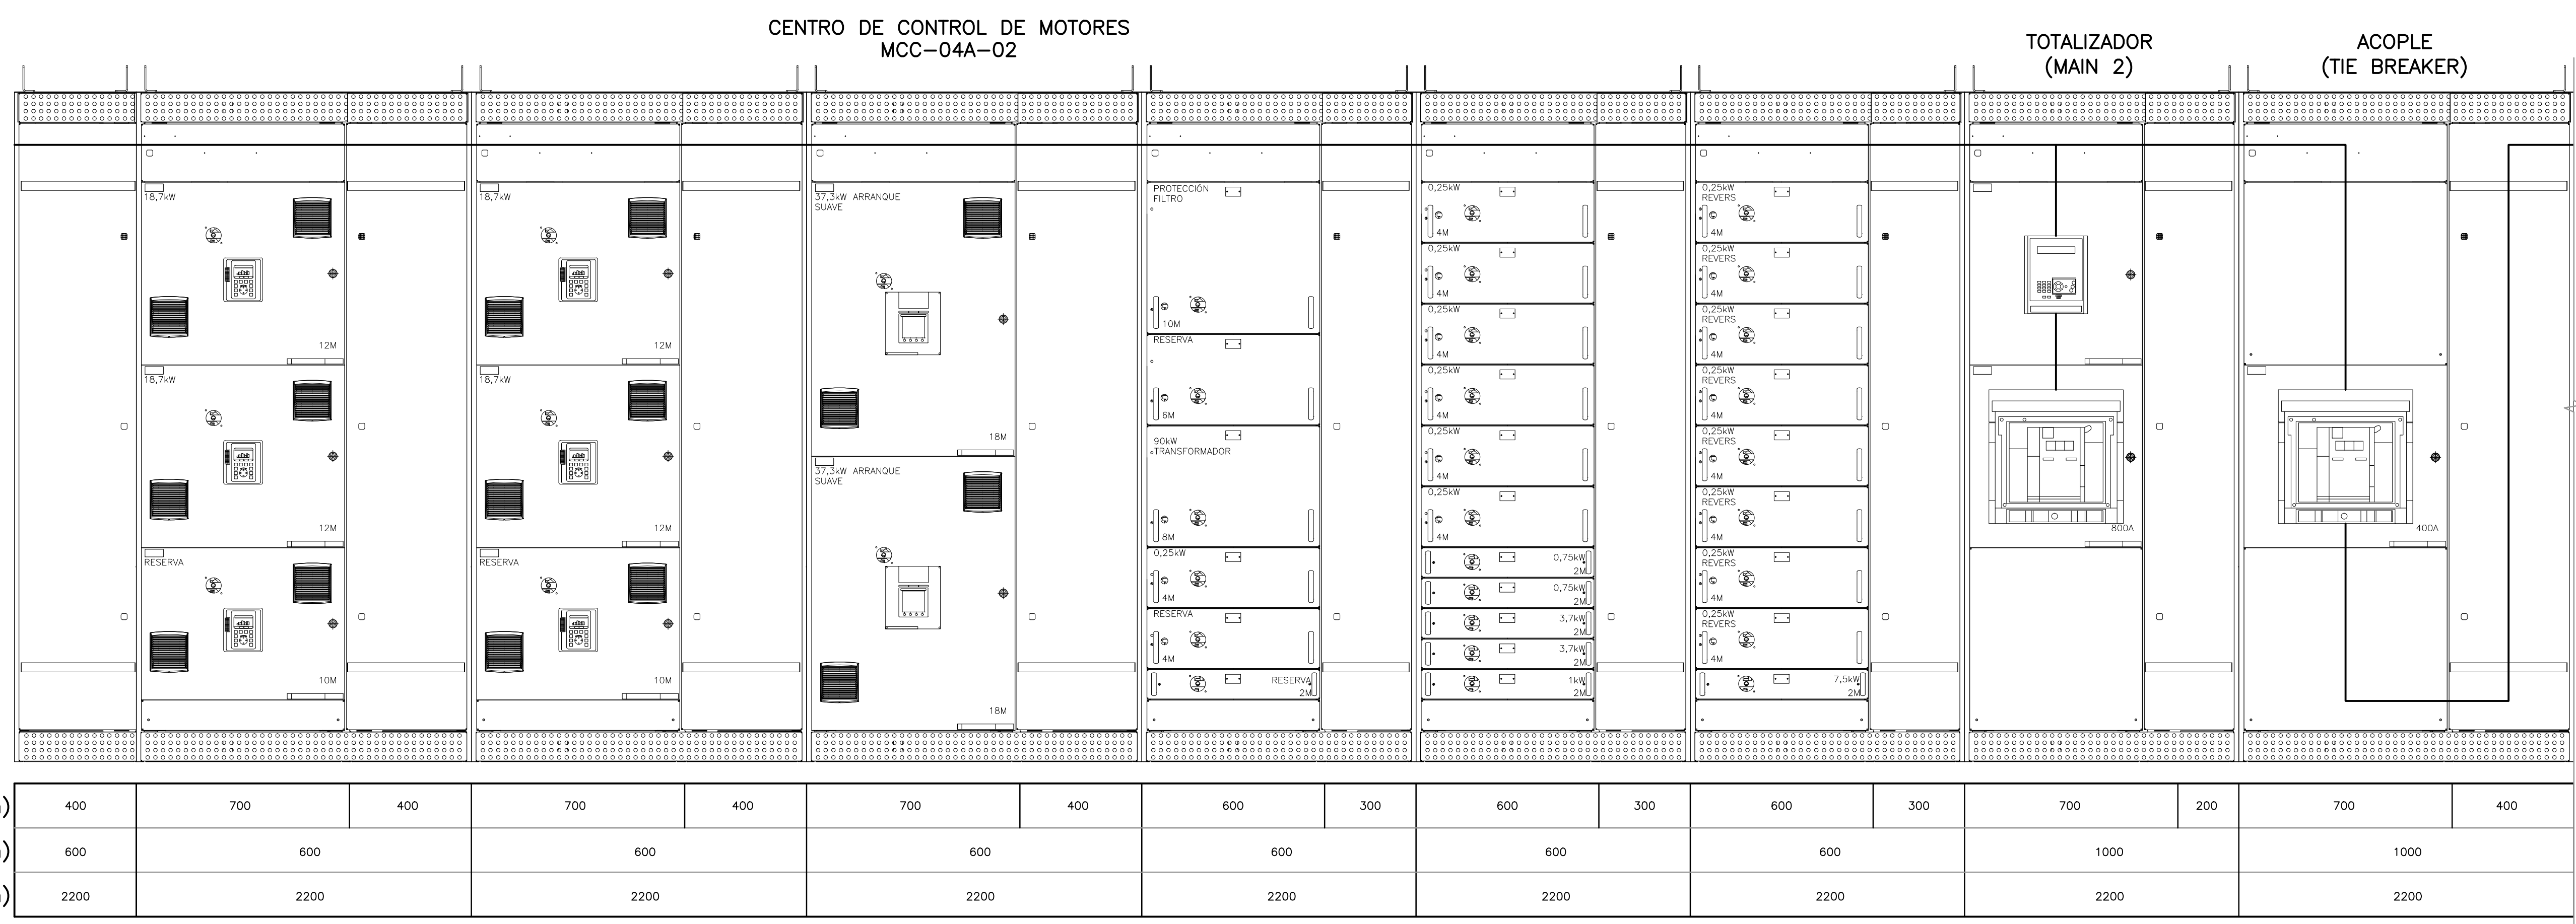 CENTRO DE CONTROL DE MOTORES
MCC-04A-02
TOTALIZADOR
(MAIN 2)
ACOPLE
(TIE BREAKER)
18,7kW
12M
18,7kW
12M
RESERVA
10M
18,7kW
12M
18,7kW
12M
RESERVA
10M
37,3kW ARRANQUE
SUAVE
18M
37,3kW ARRANQUE
SUAVE
18M
PROTECCIÓN
FILTRO
10M
RESERVA
6M
90kW
TRANSFORMADOR
8M
0,25kW
4M
RESERVA
4M
RESERVA
2M
0,25kW
4M
0,25kW
4M
0,25kW
4M
0,25kW
4M
0,25kW
4M
0,25kW
4M
0,75kW
2M
0,75kW
2M
3,7kW
2M
3,7kW
2M
1kW
2M
0,25kW
REVERS
4M
0,25kW
REVERS
4M
0,25kW
REVERS
4M
0,25kW
REVERS
4M
0,25kW
REVERS
4M
0,25kW
REVERS
4M
0,25kW
REVERS
4M
0,25kW
REVERS
4M
7,5kW
2M
800A
400A
) 400 700 400 700 400 700 400 600 300 600 300 600 300 700 200 700 400
) 600 600 600 600 600 600 600 1000 1000
) 2200 2200 2200 2200 2200 2200 2200 2200 2200